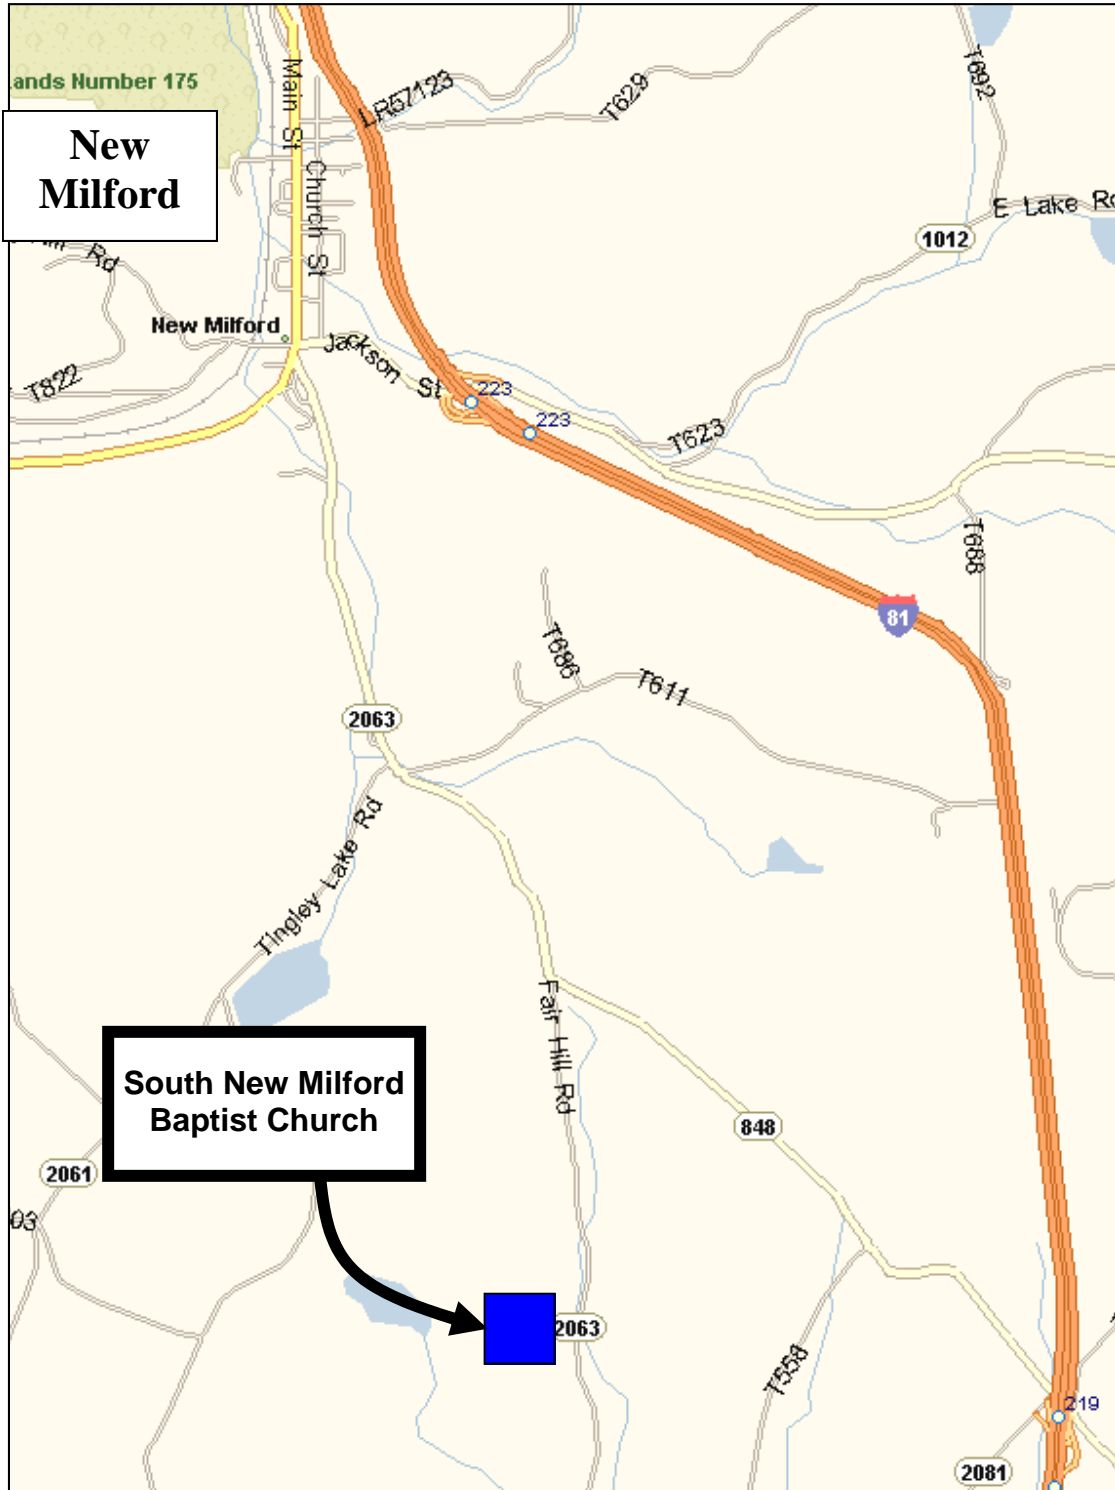 ands Number 175
New
Milford
Main St
Church St
LR57123
T629
T692
E Lake Rd
1012
Rd
New Milford
Jackson St
T822
223
223
T623
T688
81
T686
T611
2063
Tingley Lake Rd
Fair Hill Rd
South New Milford
Baptist Church
848
2061
03
2063
T558
219
2081